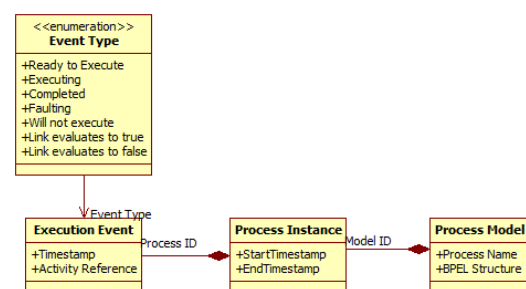 <<enumeration>>
Event Type
+Ready to Execute
+Executing
+Completed
+Faulting
+Will not execute
+Link evaluates to true
+Link evaluates to false
Event Type
Execution Event
+Timestamp
+Activity Reference
Process ID
Process Instance
+StartTimestamp
+EndTimestamp
Model ID
Process Model
+Process Name
+BPEL Structure